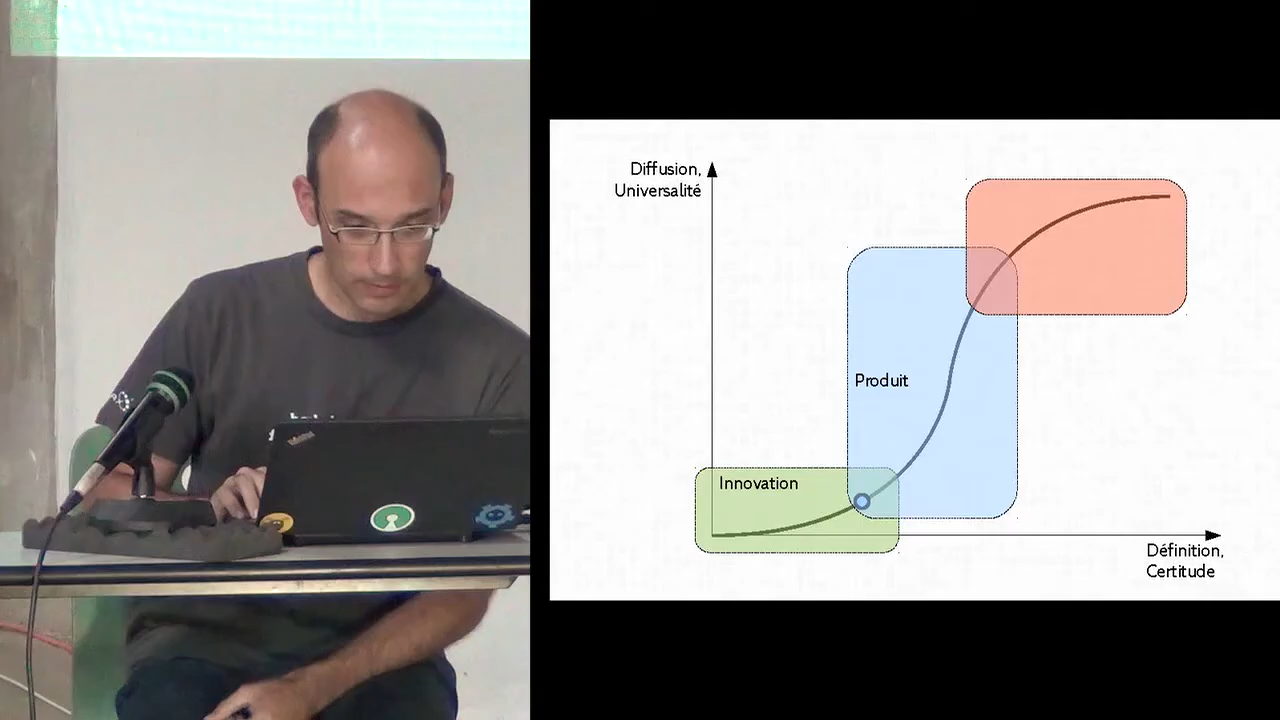 Diffusion,
Universalité
Produit
Innovation
Définition,
Certitude